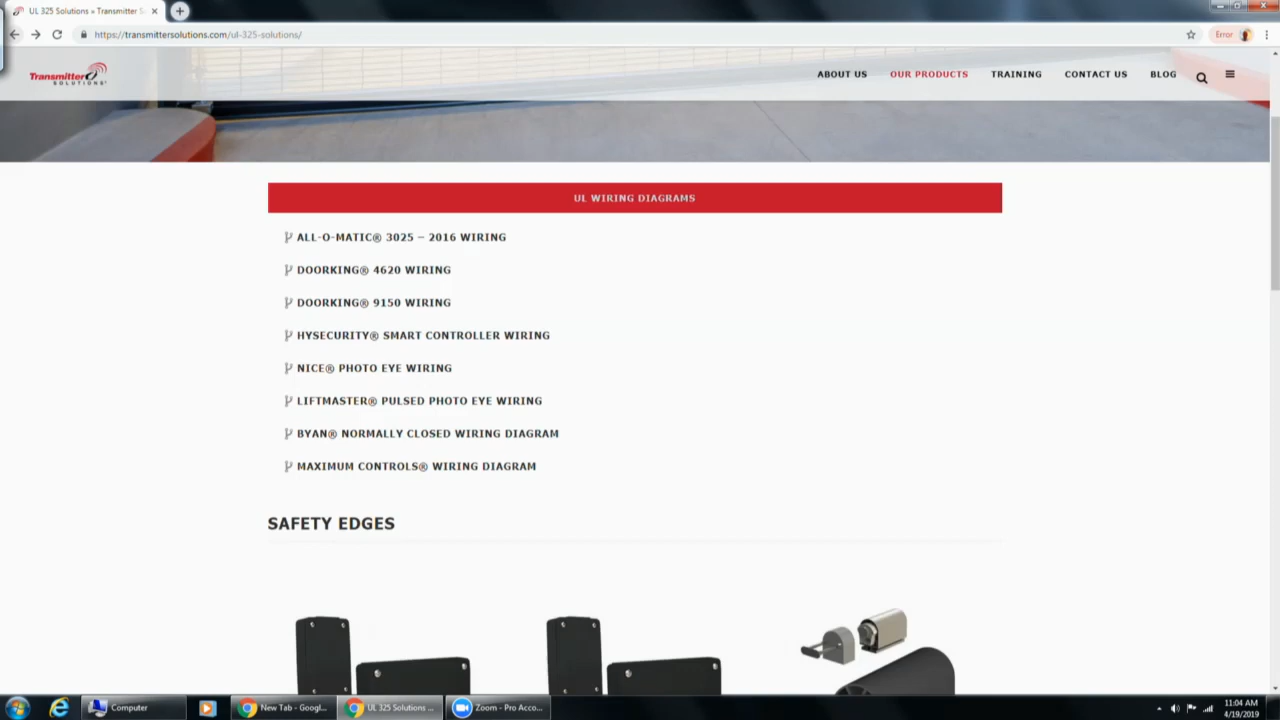 UL 325 Solutions » Transmitter S
https://transmittersolutions.com/ul-325-solutions/
Error
Transmitter
SOLUTIONS
ABOUT US OUR PRODUCTS TRAINING CONTACT US BLOG
UL WIRING DIAGRAMS
ALL-O-MATIC® 3025 – 2016 WIRING
DOORKING® 4620 WIRING
DOORKING® 9150 WIRING
HYSECURITY® SMART CONTROLLER WIRING
NICE® PHOTO EYE WIRING
LIFTMASTER® PULSED PHOTO EYE WIRING
BYAN® NORMALLY CLOSED WIRING DIAGRAM
MAXIMUM CONTROLS® WIRING DIAGRAM
SAFETY EDGES
Computer
New Tab - Googl...
UL 325 Solutions ...
Zoom - Pro Acco...
11:04 AM
4/19/2019